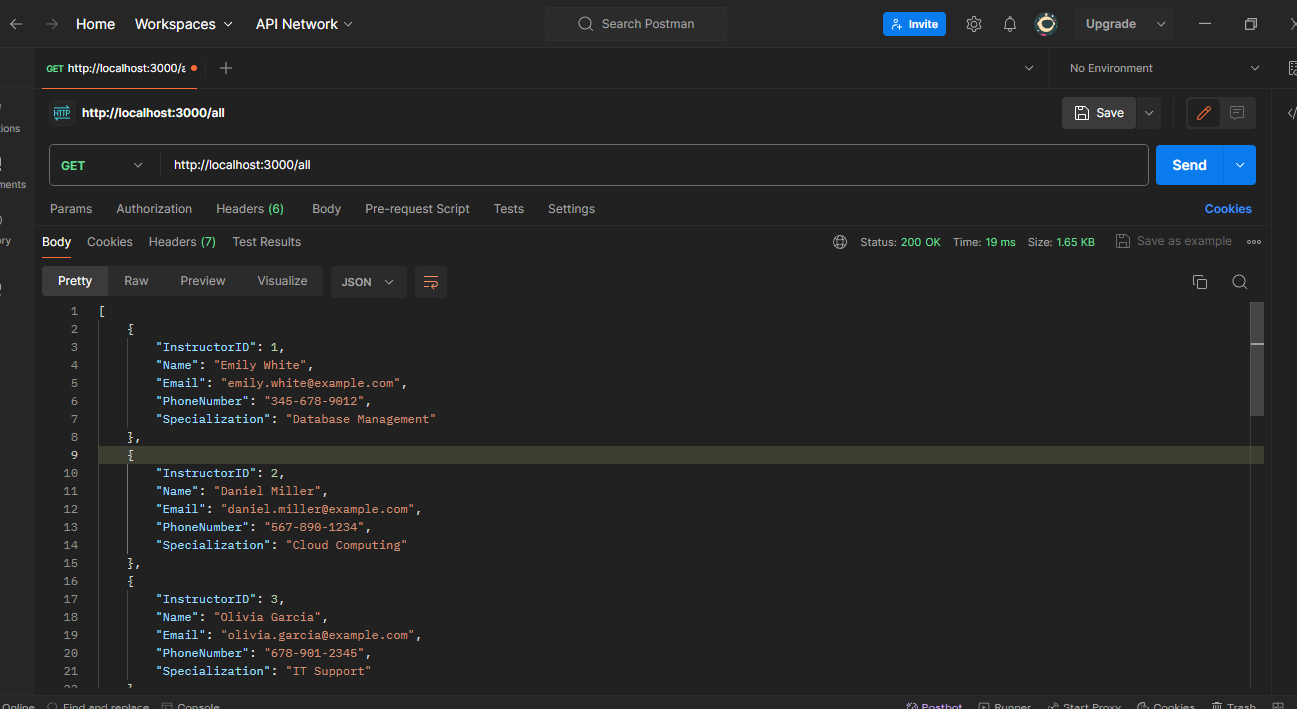 Home Workspaces API Network Search Postman Invite Upgrade
GET http://localhost:3000/a No Environment
HTTP http://localhost:3000/all Save
GET http://localhost:3000/all Send
Params Authorization Headers (6) Body Pre-request Script Tests Settings Cookies
Body Cookies Headers (7) Test Results Status: 200 OK Time: 19 ms Size: 1.65 KB Save as example
Pretty Raw Preview Visualize JSON
1 [
2 {
3 "InstructorID": 1,
4 "Name": "Emily White",
5 "Email": "emily.white@example.com",
6 "PhoneNumber": "345-678-9012",
7 "Specialization": "Database Management"
8 },
9 {
10 "InstructorID": 2,
11 "Name": "Daniel Miller",
12 "Email": "daniel.miller@example.com",
13 "PhoneNumber": "567-890-1234",
14 "Specialization": "Cloud Computing"
15 },
16 {
17 "InstructorID": 3,
18 "Name": "Olivia Garcia",
19 "Email": "olivia.garcia@example.com",
20 "PhoneNumber": "678-901-2345",
21 "Specialization": "IT Support"
22 }
ions
ments
ry
Online Find and replace Console Postbot Runner Start Proxy Cookies Trash